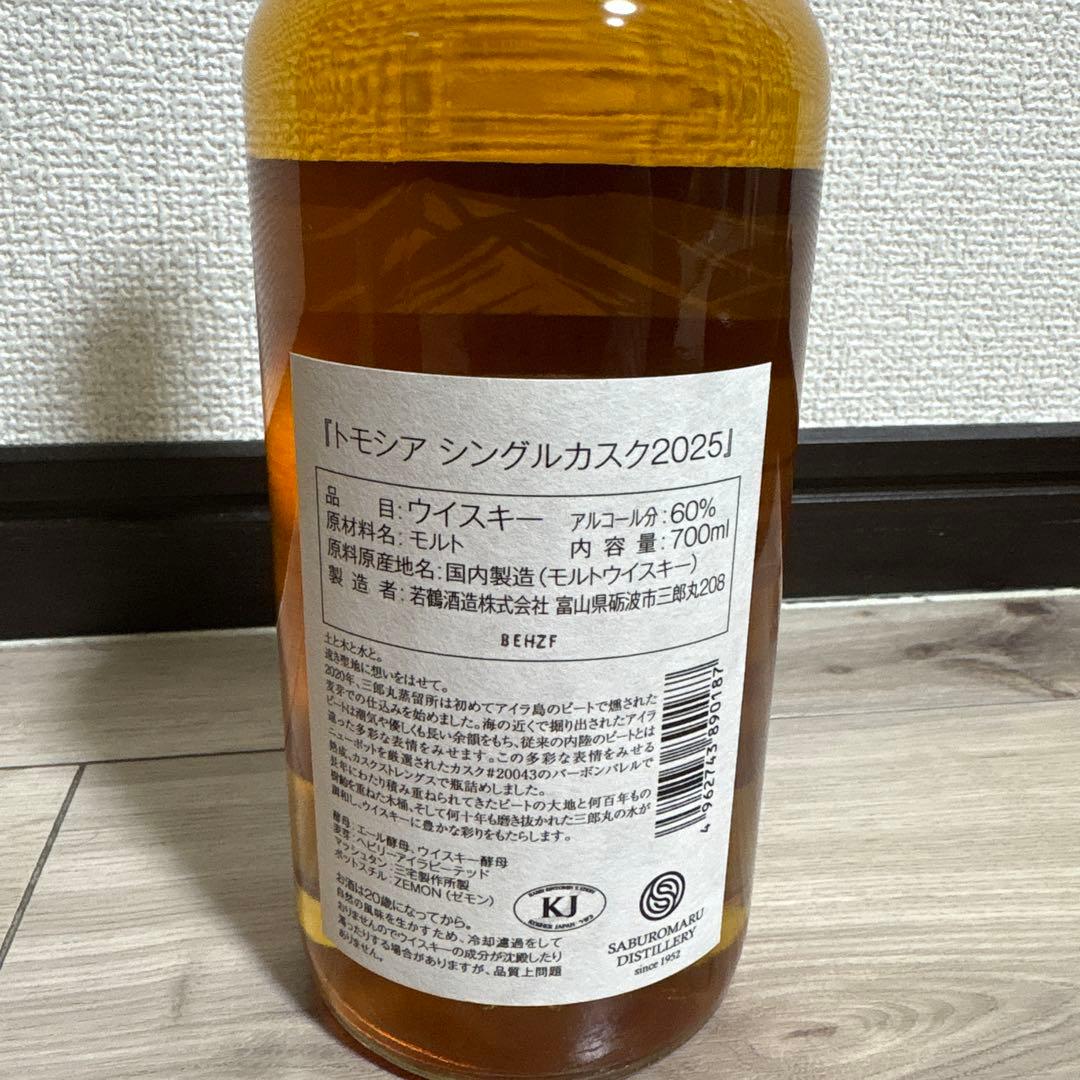 『トモシア シングルカスク2025』
品目:ウイスキー アルコール分:60%
原材料名:モルト 内容量:700ml
原料原産地名:国内製造(モルトウイスキー)
製造者:若鶴酒造株式会社 富山県砺波市三郎丸208
BEHZF
土と木と水と。
遠き聖地に想いをはせて。
2020年、三郎丸蒸留所は初めてアイラ島のピートで燻された
麦芽での仕込みを始めました。海の近くで掘り出されたアイラ
ピートは潮気や優しくも長い余韻をもち、従来の内陸のピートとは
違った多彩な表情をみせます。この多彩な表情をみせる
ニューポットを厳選されたカスク#20043のバーボンバレルで
熟成、カスクストレングスで瓶詰めしました。
長年にわたり積み重ねられてきたピートの大地と何百年もの
樹齢を重ねた木桶、そして何十年も磨き抜かれた三郎丸の水が
調和し、ウイスキーに豊かな彩りをもたらします。
酵母:エール酵母、ウイスキー酵母
麦芽:ヘビリーアイラピーテッド
マッシュタン:三宅製作所製
ポットスチル:ZEMON(ゼモン)
お酒は20歳になってから。
自然の風味を生かすため、冷却濾過をして
おりませんのでウイスキーの成分が沈殿したり
濁ったりする場合がありますが、品質上問題
ありません。
4 962743 890187
KJ
KOSHER JAPAN
SABUROMARU
DISTILLERY
since 1952